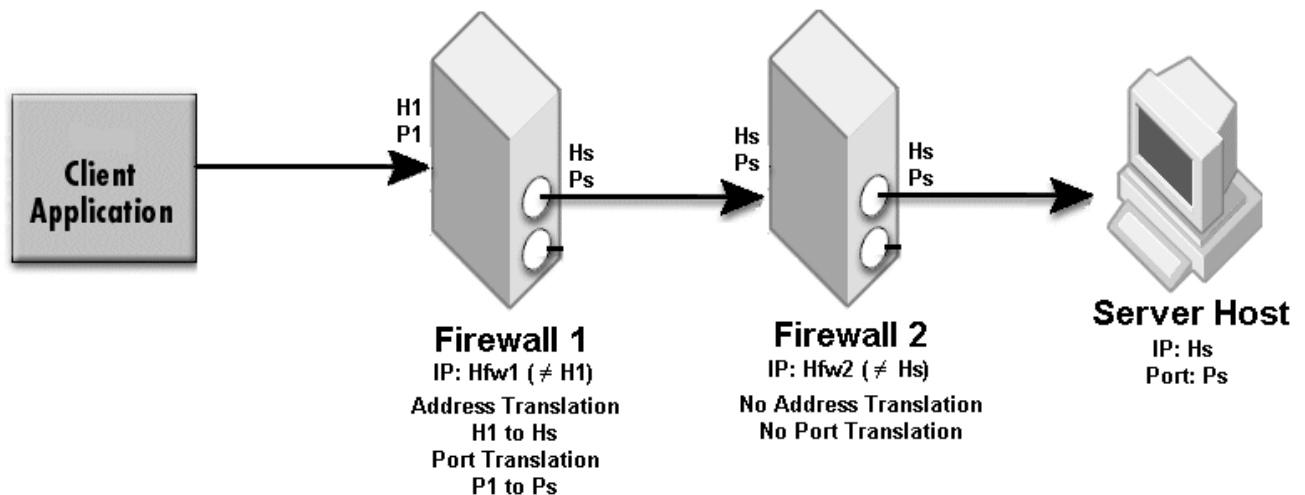 Client
Application
H1
P1
Hs
Ps
Hs
Ps
Hs
Ps
Firewall 1
IP: Hfw1 ( ≠ H1)
Address Translation
H1 to Hs
Port Translation
P1 to Ps
Firewall 2
IP: Hfw2 ( ≠ Hs)
No Address Translation
No Port Translation
Server Host
IP: Hs
Port: Ps